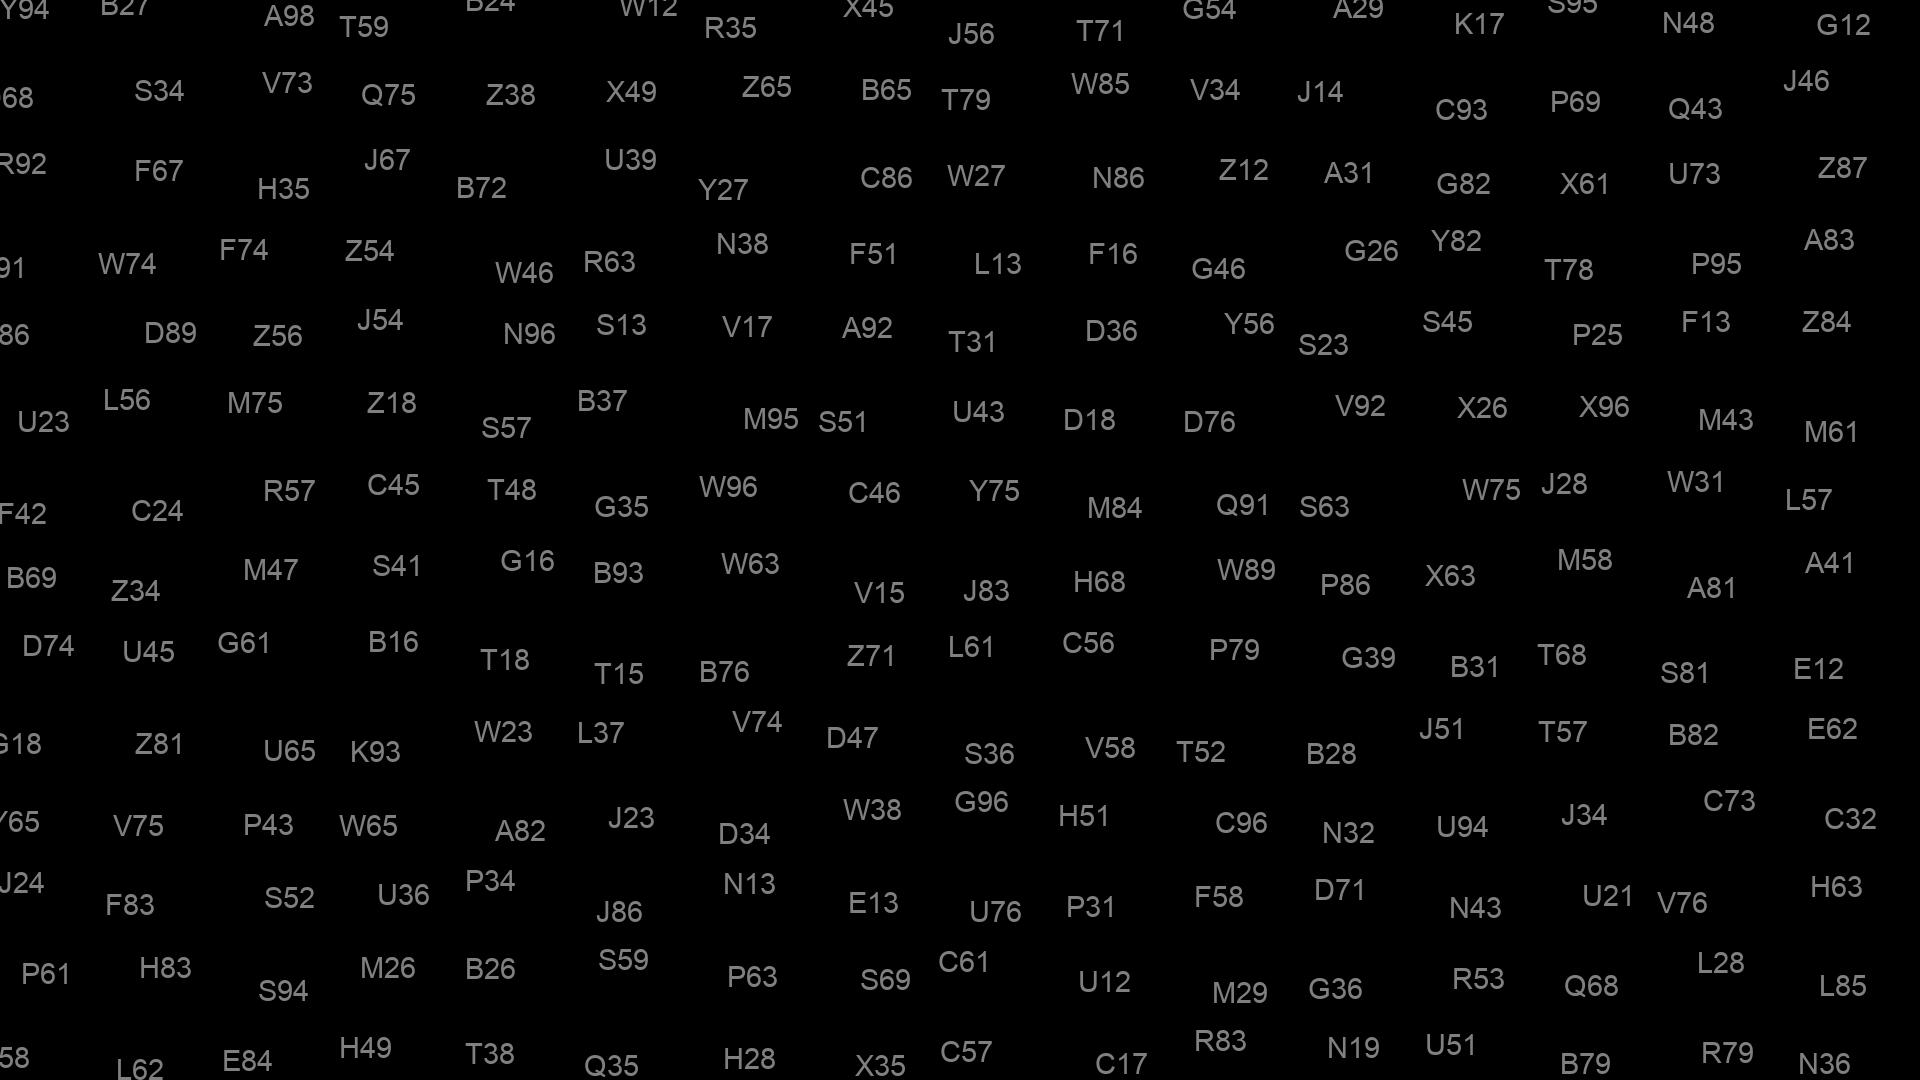 Y94 B27 A98 T59 B24 W12 R35 X45 J56 T71 G54 A29 K17 S95 N48 G12
68 S34 V73 Q75 Z38 X49 Z65 B65 T79 W85 V34 J14 C93 P69 Q43 J46
R92 F67 H35 J67 B72 U39 Y27 C86 W27 N86 Z12 A31 G82 X61 U73 Z87
91 W74 F74 Z54 W46 R63 N38 F51 L13 F16 G46 G26 Y82 T78 P95 A83
86 D89 Z56 J54 N96 S13 V17 A92 T31 D36 Y56 S23 S45 P25 F13 Z84
U23 L56 M75 Z18 S57 B37 M95 S51 U43 D18 D76 V92 X26 X96 M43 M61
F42 C24 R57 C45 T48 G35 W96 C46 Y75 M84 Q91 S63 W75 J28 W31 L57
B69 Z34 M47 S41 G16 B93 W63 V15 J83 H68 W89 P86 X63 M58 A81 A41
D74 U45 G61 B16 T18 T15 B76 Z71 L61 C56 P79 G39 B31 T68 S81 E12
G18 Z81 U65 K93 W23 L37 V74 D47 S36 V58 T52 B28 J51 T57 B82 E62
Y65 V75 P43 W65 A82 J23 D34 W38 G96 H51 C96 N32 U94 J34 C73 C32
J24 F83 S52 U36 P34 J86 N13 E13 U76 P31 F58 D71 N43 U21 V76 H63
P61 H83 S94 M26 B26 S59 P63 S69 C61 U12 M29 G36 R53 Q68 L28 L85
58 L62 E84 H49 T38 Q35 H28 X35 C57 C17 R83 N19 U51 B79 R79 N36